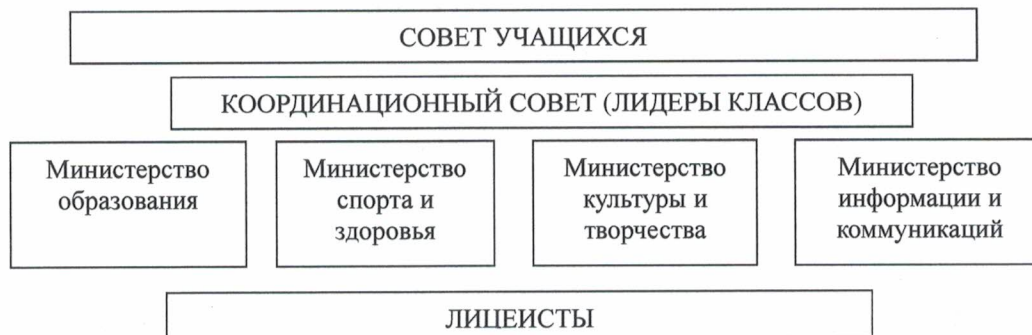 СОВЕТ УЧАЩИХСЯ
КООРДИНАЦИОННЫЙ СОВЕТ (ЛИДЕРЫ КЛАССОВ)
Министерство
образования
Министерство
спорта и
здоровья
Министерство
культуры и
творчества
Министерство
информации и
коммуникаций
ЛИЦЕИСТЫ